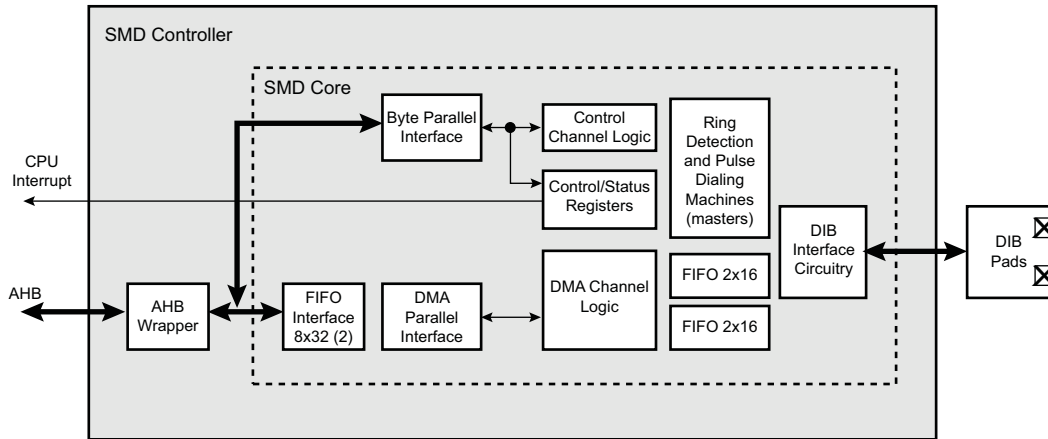 SMD Controller
SMD Core
Byte Parallel
Interface
Control
Channel Logic
Ring
Detection
and Pulse
Dialing
Machines
(masters)
CPU
Interrupt
Control/Status
Registers
DIB
Interface
Circuitry
DIB
Pads
AHB
AHB
Wrapper
FIFO
Interface
8x32 (2)
DMA
Parallel
Interface
DMA Channel
Logic
FIFO 2x16
FIFO 2x16